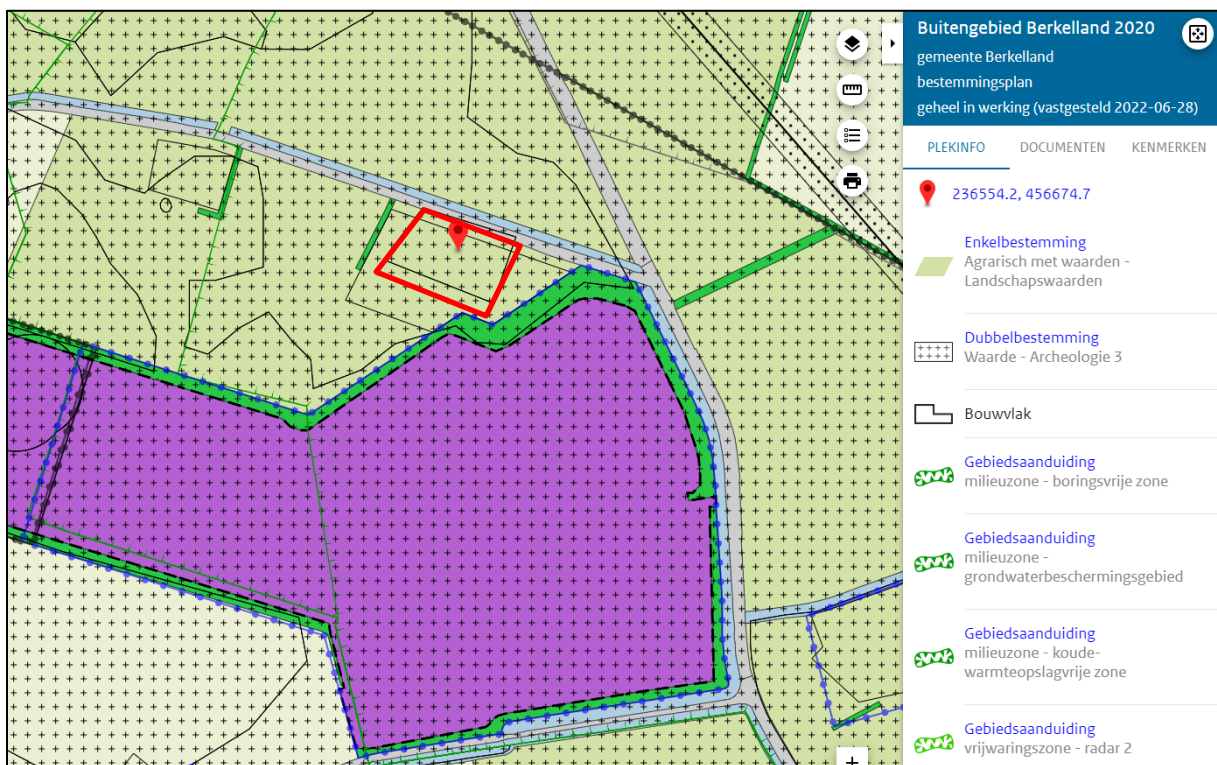 Buitengebied Berkelland 2020
gemeente Berkelland
bestemmingsplan
geheel in werking (vastgesteld 2022-06-28)
PLEKINFO DOCUMENTEN KENMERKEN
236554.2, 456674.7
Enkelbestemming
Agrarisch met waarden -
Landschapswaarden
Dubbelbestemming
Waarde - Archeologie 3
Bouwvlak
Gebiedsaanduiding
milieuzone - boringsvrije zone
Gebiedsaanduiding
milieuzone -
grondwaterbeschermingsgebied
Gebiedsaanduiding
milieuzone - koude-
warmteopslagvrije zone
Gebiedsaanduiding
vrijwaringszone - radar 2